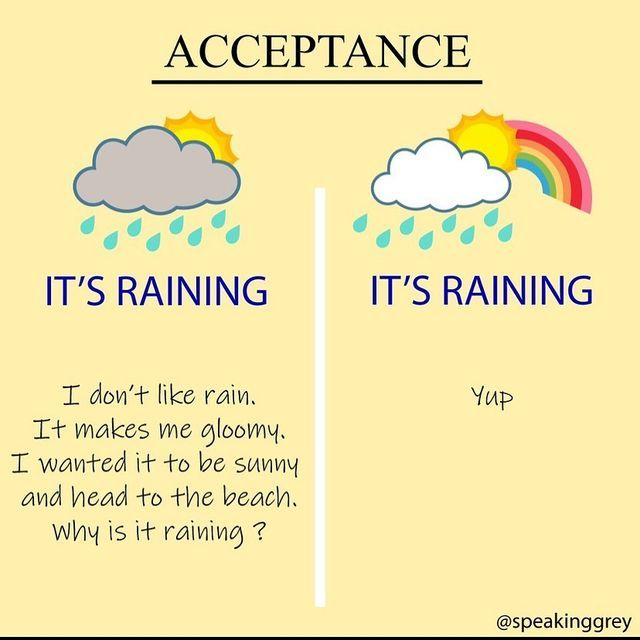 ACCEPTANCE
IT'S RAINING
I don't like rain.
It makes me gloomy.
I wanted it to be sunny
and head to the beach.
Why is it raining ?
IT'S RAINING
Yup
@speakinggrey